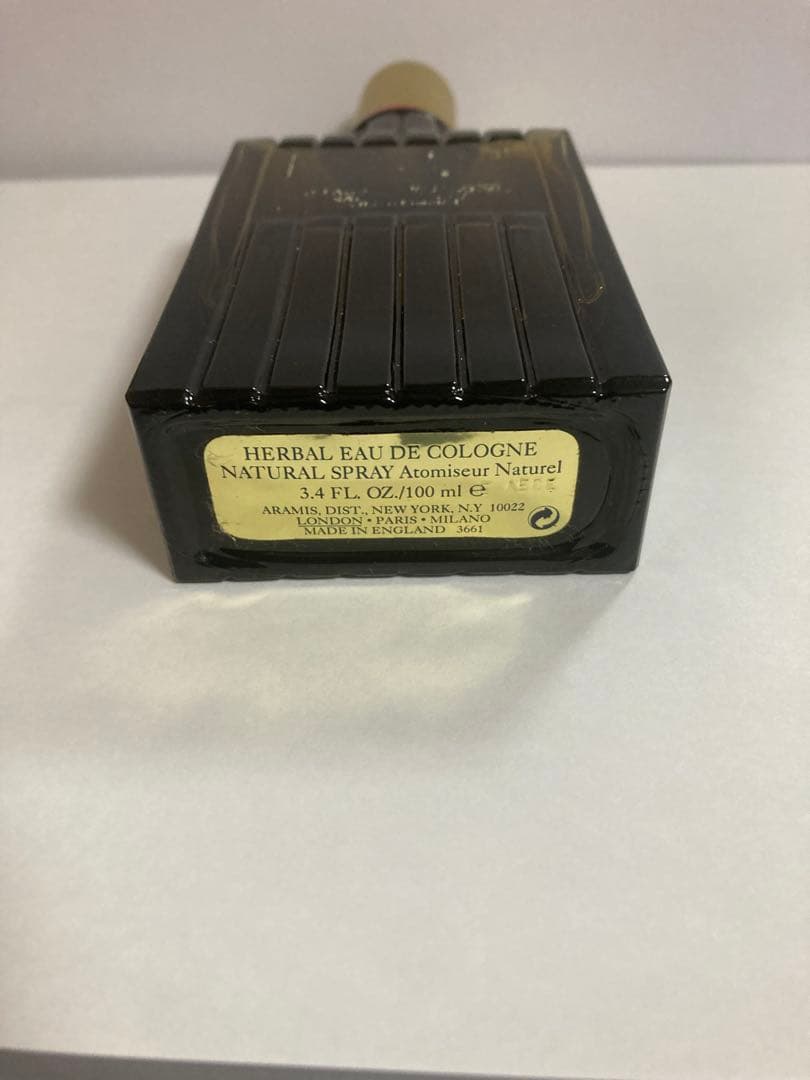 HERBAL EAU DE COLOGNE
NATURAL SPRAY Atomiseur Naturel
3.4 FL. OZ./100 ml ℮
ARAMIS, DIST., NEW YORK, N.Y 10022
LONDON • PARIS • MILANO
MADE IN ENGLAND 3661